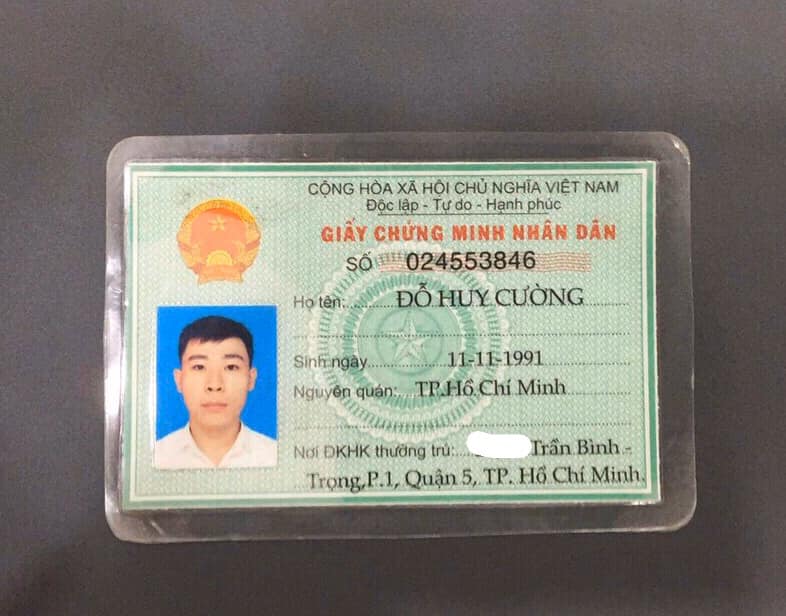 CỘNG HÒA XÃ HỘI CHỦ NGHĨA VIỆT NAM
Độc lập - Tự do - Hạnh phúc
GIẤY CHỨNG MINH NHÂN DÂN
SỐ 024553846
Họ tên: ĐỖ HUY CƯỜNG
Sinh ngày 11-11-1991
Nguyên quán: TP.Hồ Chí Minh
Nơi ĐKHK thường trú: Trần Bình -
Trọng,P.1, Quận 5, TP. Hồ Chí Minh.